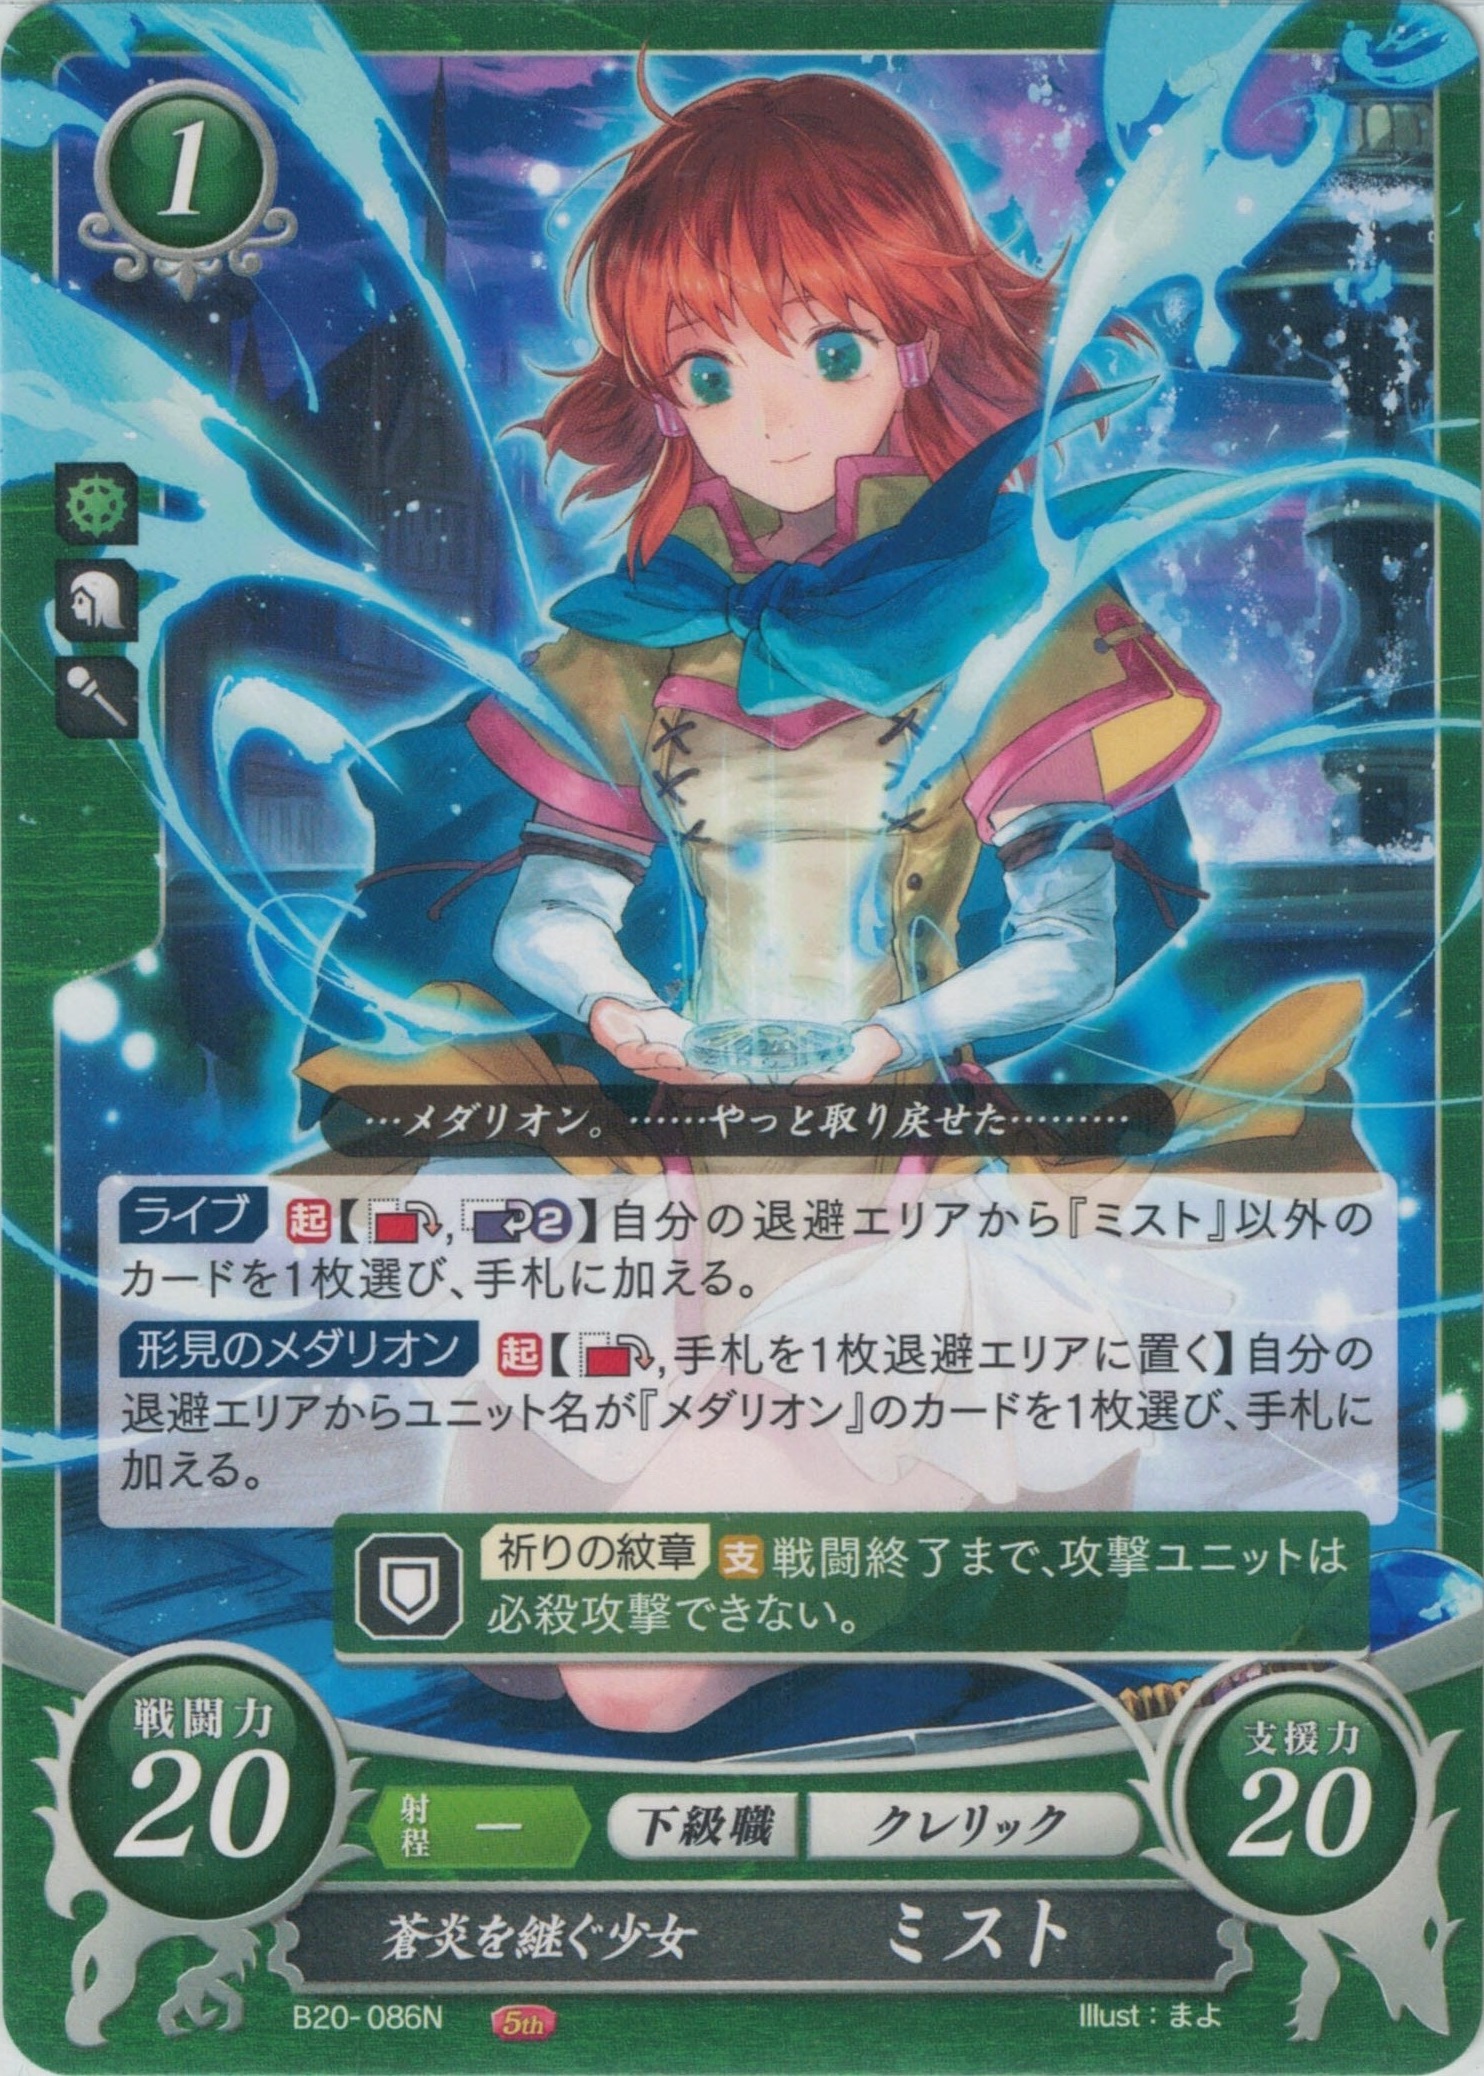 1
…メダリオン。……やっと取り戻せた………
ライブ 起【 , 2】自分の退避エリアから『ミスト』以外の
カードを1枚選び、手札に加える。
形見のメダリオン 起【 ,手札を1枚退避エリアに置く】自分の
退避エリアからユニット名が『メダリオン』のカードを1枚選び、手札に
加える。
祈りの紋章 支 戦闘終了まで、攻撃ユニットは
必殺攻撃できない。
戦闘力
20
射程 —
下級職 クレリック
支援力
20
蒼炎を継ぐ少女 ミスト
B20-086N 5th Illust：まよ